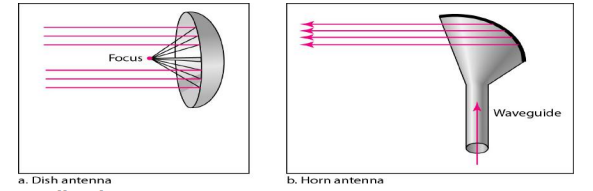 Focus
Waveguide
a. Dish antenna
b. Horn antenna